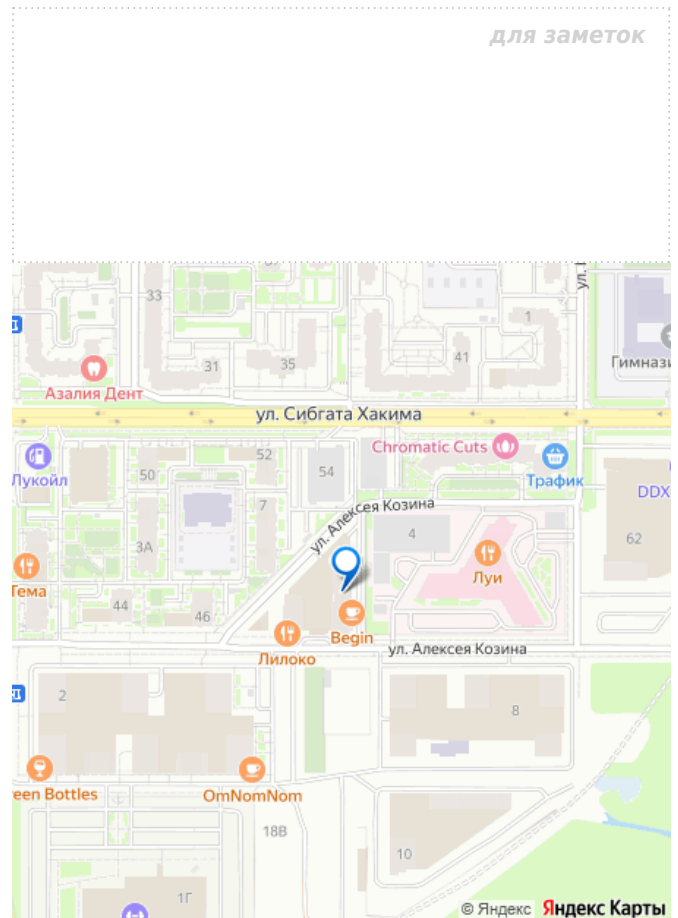 для заметок
33
1
31
35
41
Гимнази
Азалия Дент
ул. Сибгата Хакима
Chromatic Cuts
52
54
50
Лукойл
Трафик
DDX
7
ул. Алексея Козина
4
62
3А
Луи
Тема
44
46
Begin
Лилоко
ул. Алексея Козина
2
8
een Bottles
OmNomNom
18В
10
1Г
© Яндекс Яндекс Карты